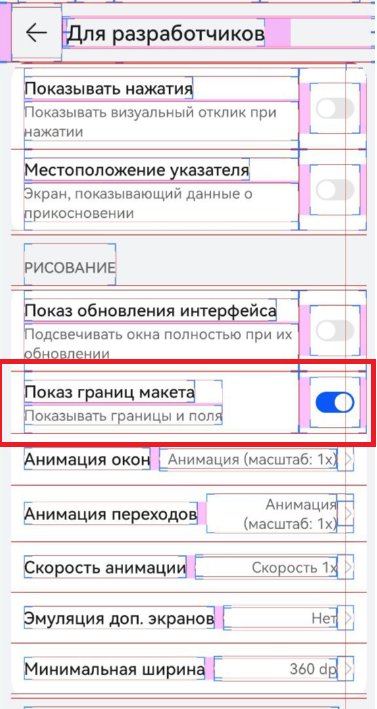 Для разработчиков
Показывать нажатия
Показывать визуальный отклик при
нажатии
Местоположение указателя
Экран, показывающий данные о
прикосновении
РИСОВАНИЕ
Показ обновления интерфейса
Подсвечивать окна полностью при их
обновлении
Показ границ макета
Показывать границы и поля
Анимация окон
Анимация (масштаб: 1x)
Анимация переходов
Анимация
(масштаб: 1x)
Скорость анимации
Скорость 1x
Эмуляция доп. экранов
Нет
Минимальная ширина
360 dp